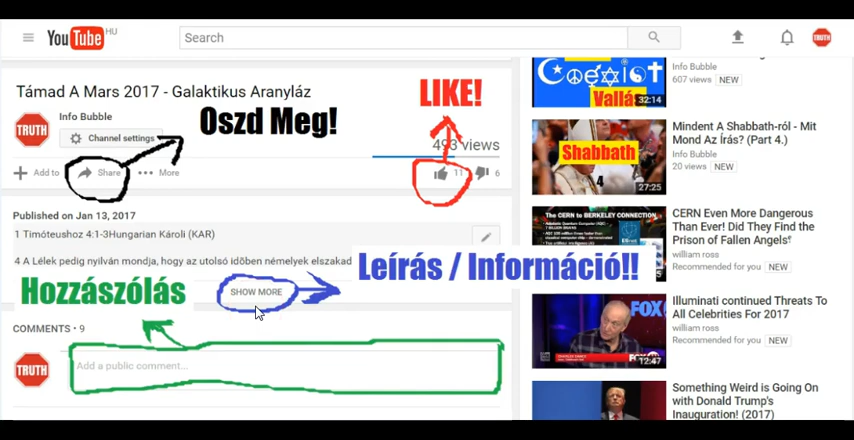 YouTube HU
Search
Támad A Mars 2017 - Galaktikus Aranyláz
Info Bubble
TRUTH
Channel settings
Oszd Meg!
LIKE!
493 views
Add to
Share
More
11
6
Published on Jan 13, 2017
1 Timóteushoz 4:1-3Hungarian Károli (KAR)
4 A Lélek pedig nyilván mondja, hogy az utolsó időben némelyek elszakad
Leírás / Információ!!
Hozzászólás
SHOW MORE
COMMENTS • 9
TRUTH
Add a public comment...
TRUTH
Coexist
Vallás
32:14
Info Bubble
607 views NEW
Shabbath
4
27:25
Mindent A Shabbath-ról - Mit
Mond Az Írás? (Part 4.)
Info Bubble
20 views NEW
The CERN to BERKELEY CONNECTION
CERN Even More Dangerous
Than Ever! Did They Find the
Prison of Fallen Angels"
william ross
Recommended for you NEW
FOX
12:47
Illuminati continued Threats To
All Celebrities For 2017
william ross
Recommended for you NEW
Something Weird is Going On
with Donald Trump's
Inauguration! (2017)